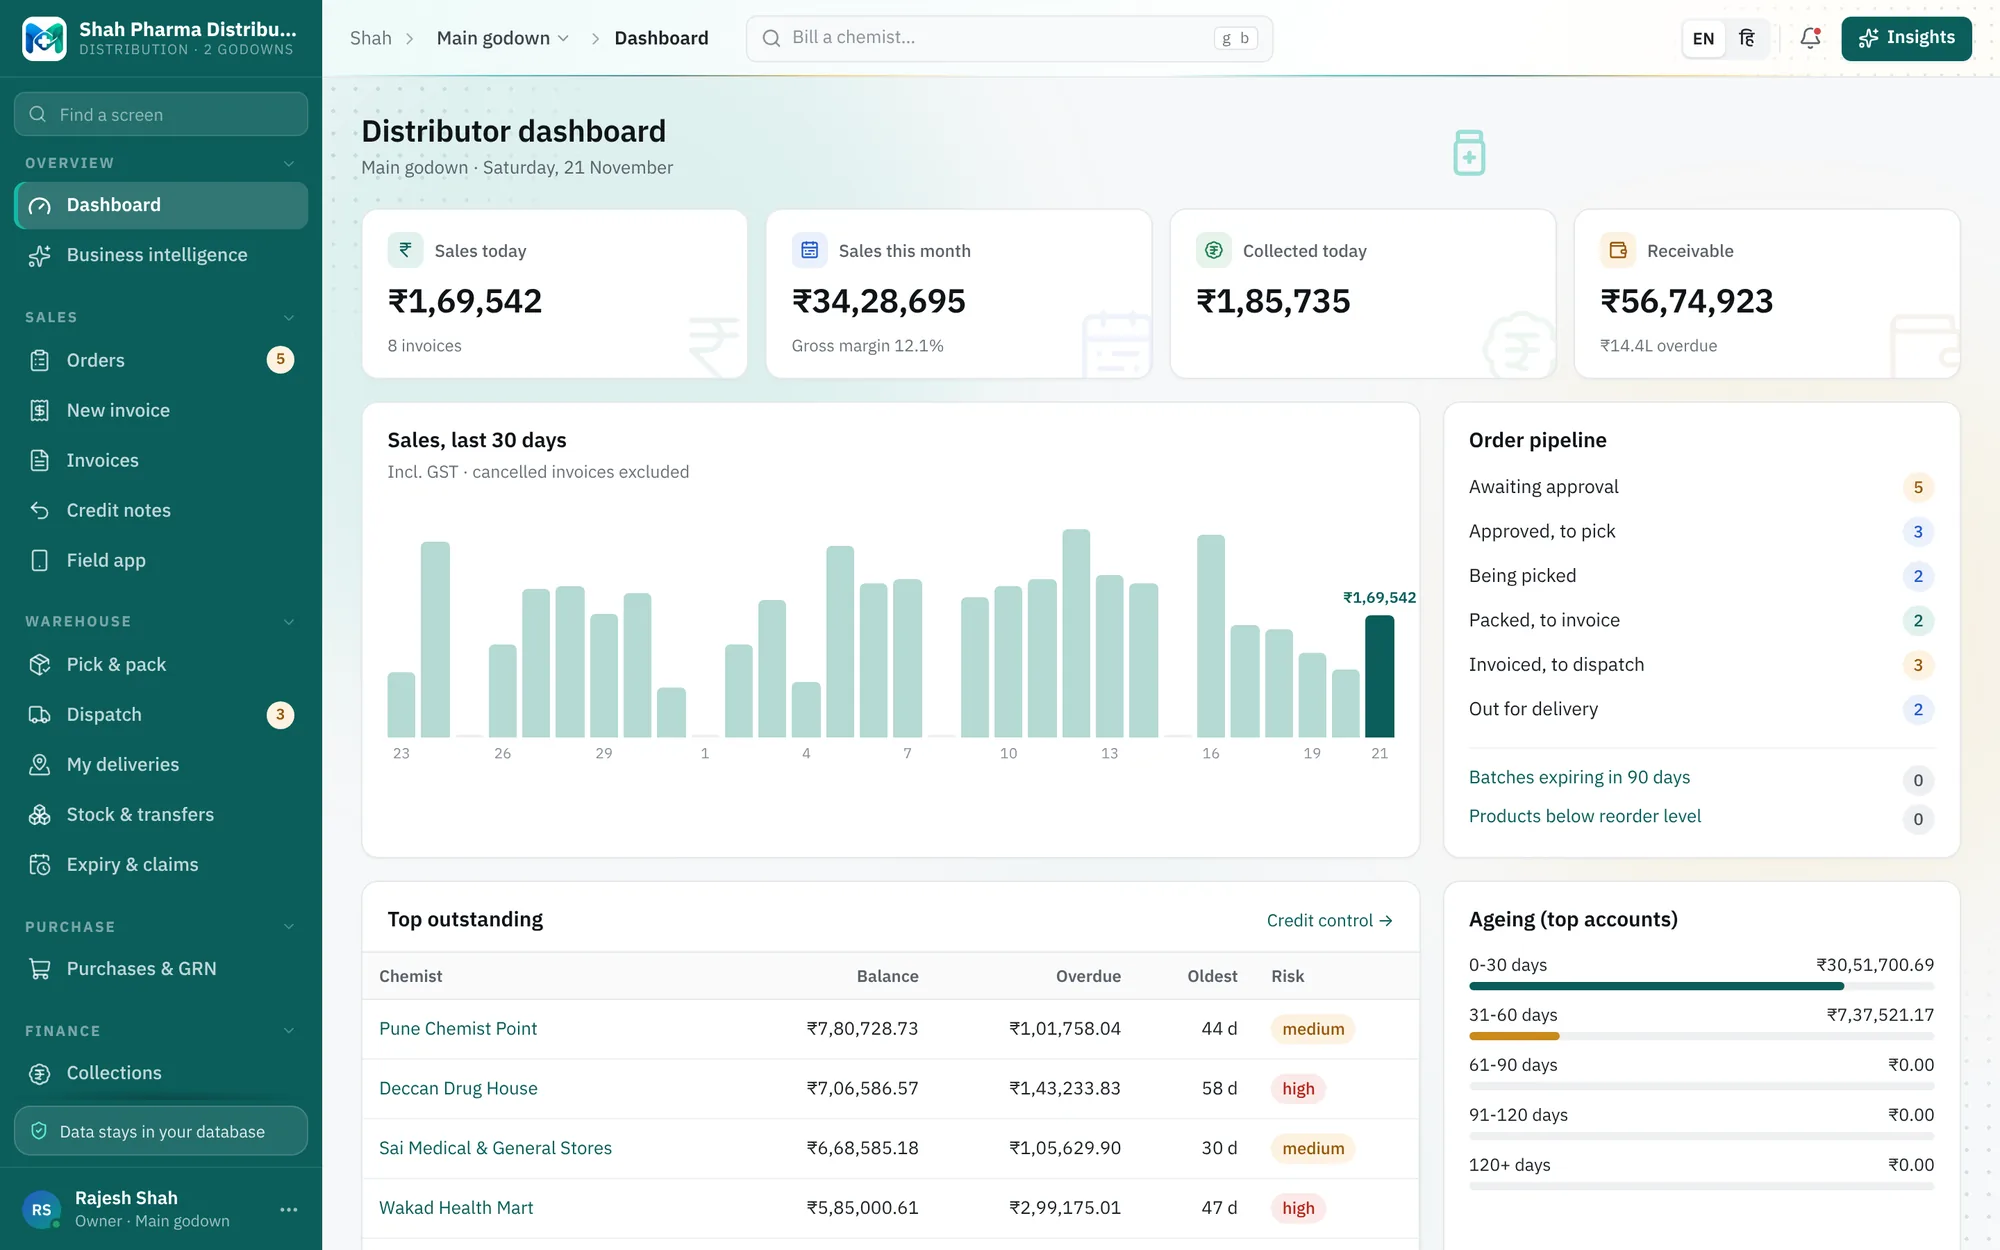 Shah Pharma Distribu...
DISTRIBUTION · 2 GODOWNS
Find a screen
OVERVIEW
Dashboard
Business intelligence
SALES
Orders 5
New invoice
Invoices
Credit notes
Field app
WAREHOUSE
Pick & pack
Dispatch 3
My deliveries
Stock & transfers
Expiry & claims
PURCHASE
Purchases & GRN
FINANCE
Collections
Data stays in your database
RS
Rajesh Shah
Owner · Main godown
Shah > Main godown > Dashboard
Bill a chemist... g b
EN हि
Insights
Distributor dashboard
Main godown · Saturday, 21 November
Sales today
₹1,69,542
8 invoices
Sales this month
₹34,28,695
Gross margin 12.1%
Collected today
₹1,85,735
Receivable
₹56,74,923
₹14.4L overdue
Sales, last 30 days
Incl. GST · cancelled invoices excluded
₹1,69,542
23 26 29 1 4 7 10 13 16 19 21
Order pipeline
Awaiting approval 5
Approved, to pick 3
Being picked 2
Packed, to invoice 2
Invoiced, to dispatch 3
Out for delivery 2
Batches expiring in 90 days 0
Products below reorder level 0
Top outstanding Credit control →
Chemist Balance Overdue Oldest Risk
Pune Chemist Point ₹7,80,728.73 ₹1,01,758.04 44 d medium
Deccan Drug House ₹7,06,586.57 ₹1,43,233.83 58 d high
Sai Medical & General Stores ₹6,68,585.18 ₹1,05,629.90 30 d medium
Wakad Health Mart ₹5,85,000.61 ₹2,99,175.01 47 d high
Ageing (top accounts)
0-30 days ₹30,51,700.69
31-60 days ₹7,37,521.17
61-90 days ₹0.00
91-120 days ₹0.00
120+ days ₹0.00